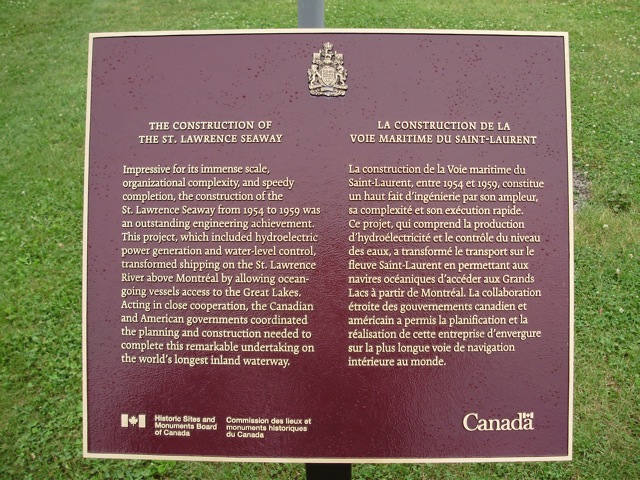 THE CONSTRUCTION OF
THE ST. LAWRENCE SEAWAY
Impressive for its immense scale,
organizational complexity, and speedy
completion, the construction of the
St. Lawrence Seaway from 1954 to 1959 was
an outstanding engineering achievement.
This project, which included hydroelectric
power generation and water-level control,
transformed shipping on the St. Lawrence
River above Montréal by allowing ocean-
going vessels access to the Great Lakes.
Acting in close cooperation, the Canadian
and American governments coordinated
the planning and construction needed to
complete this remarkable undertaking on
the world's longest inland waterway.
LA CONSTRUCTION DE LA
VOIE MARITIME DU SAINT-LAURENT
La construction de la Voie maritime du
Saint-Laurent, entre 1954 et 1959, constitue
un haut fait d'ingénierie par son ampleur,
sa complexité et son exécution rapide.
Ce projet, qui comprend la production
d'hydroélectricité et le contrôle du niveau
des eaux, a transformé le transport sur le
fleuve Saint-Laurent en permettant aux
navires océaniques d'accéder aux Grands
Lacs à partir de Montréal. La collaboration
étroite des gouvernements canadien et
américain a permis la planification et la
réalisation de cette entreprise d'envergure
sur la plus longue voie de navigation
intérieure au monde.
Historic Sites and
Monuments Board
of Canada
Commission des lieux et
monuments historiques
du Canada
Canada